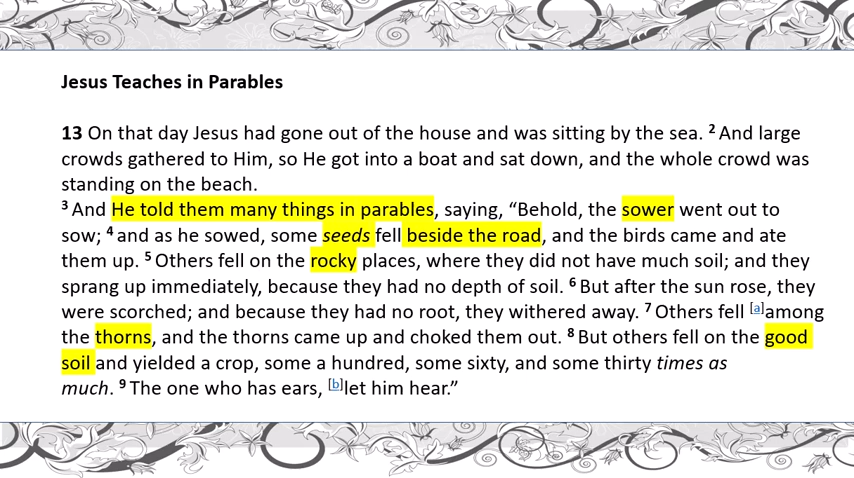 Jesus Teaches in Parables
13 On that day Jesus had gone out of the house and was sitting by the sea. 2 And large
crowds gathered to Him, so He got into a boat and sat down, and the whole crowd was
standing on the beach.
3 And He told them many things in parables, saying, “Behold, the sower went out to
sow; 4 and as he sowed, some seeds fell beside the road, and the birds came and ate
them up. 5 Others fell on the rocky places, where they did not have much soil; and they
sprang up immediately, because they had no depth of soil. 6 But after the sun rose, they
were scorched; and because they had no root, they withered away. 7 Others fell [a]among
the thorns, and the thorns came up and choked them out. 8 But others fell on the good
soil and yielded a crop, some a hundred, some sixty, and some thirty times as
much. 9 The one who has ears, [b]let him hear.”